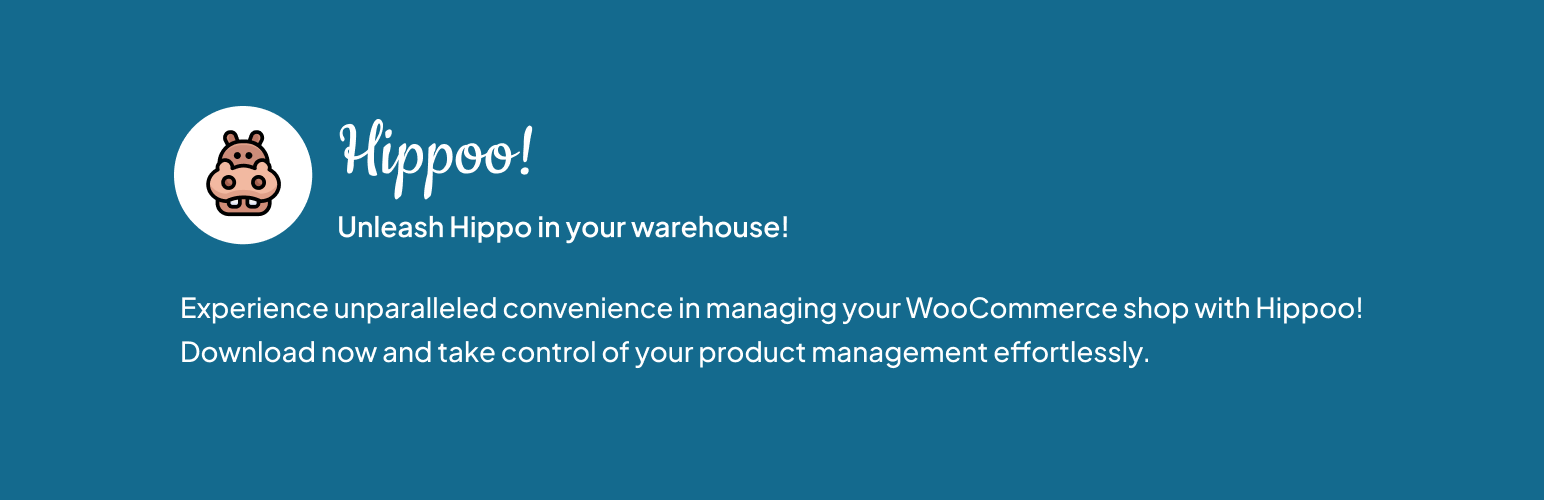 Hippoo!
Unleash Hippo in your warehouse!
Experience unparalleled convenience in managing your WooCommerce shop with Hippoo!
Download now and take control of your product management effortlessly.